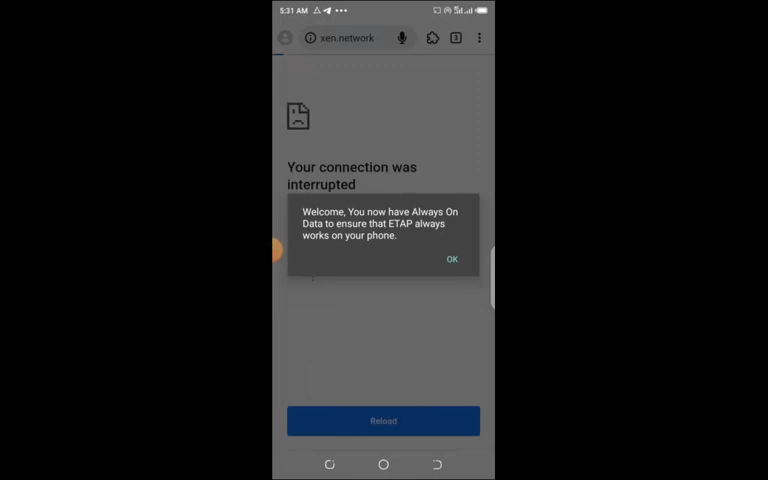 5:31 AM
xen.network
3
Your connection was
interrupted
Welcome, You now have Always On
Data to ensure that ETAP always
works on your phone.
OK
Reload